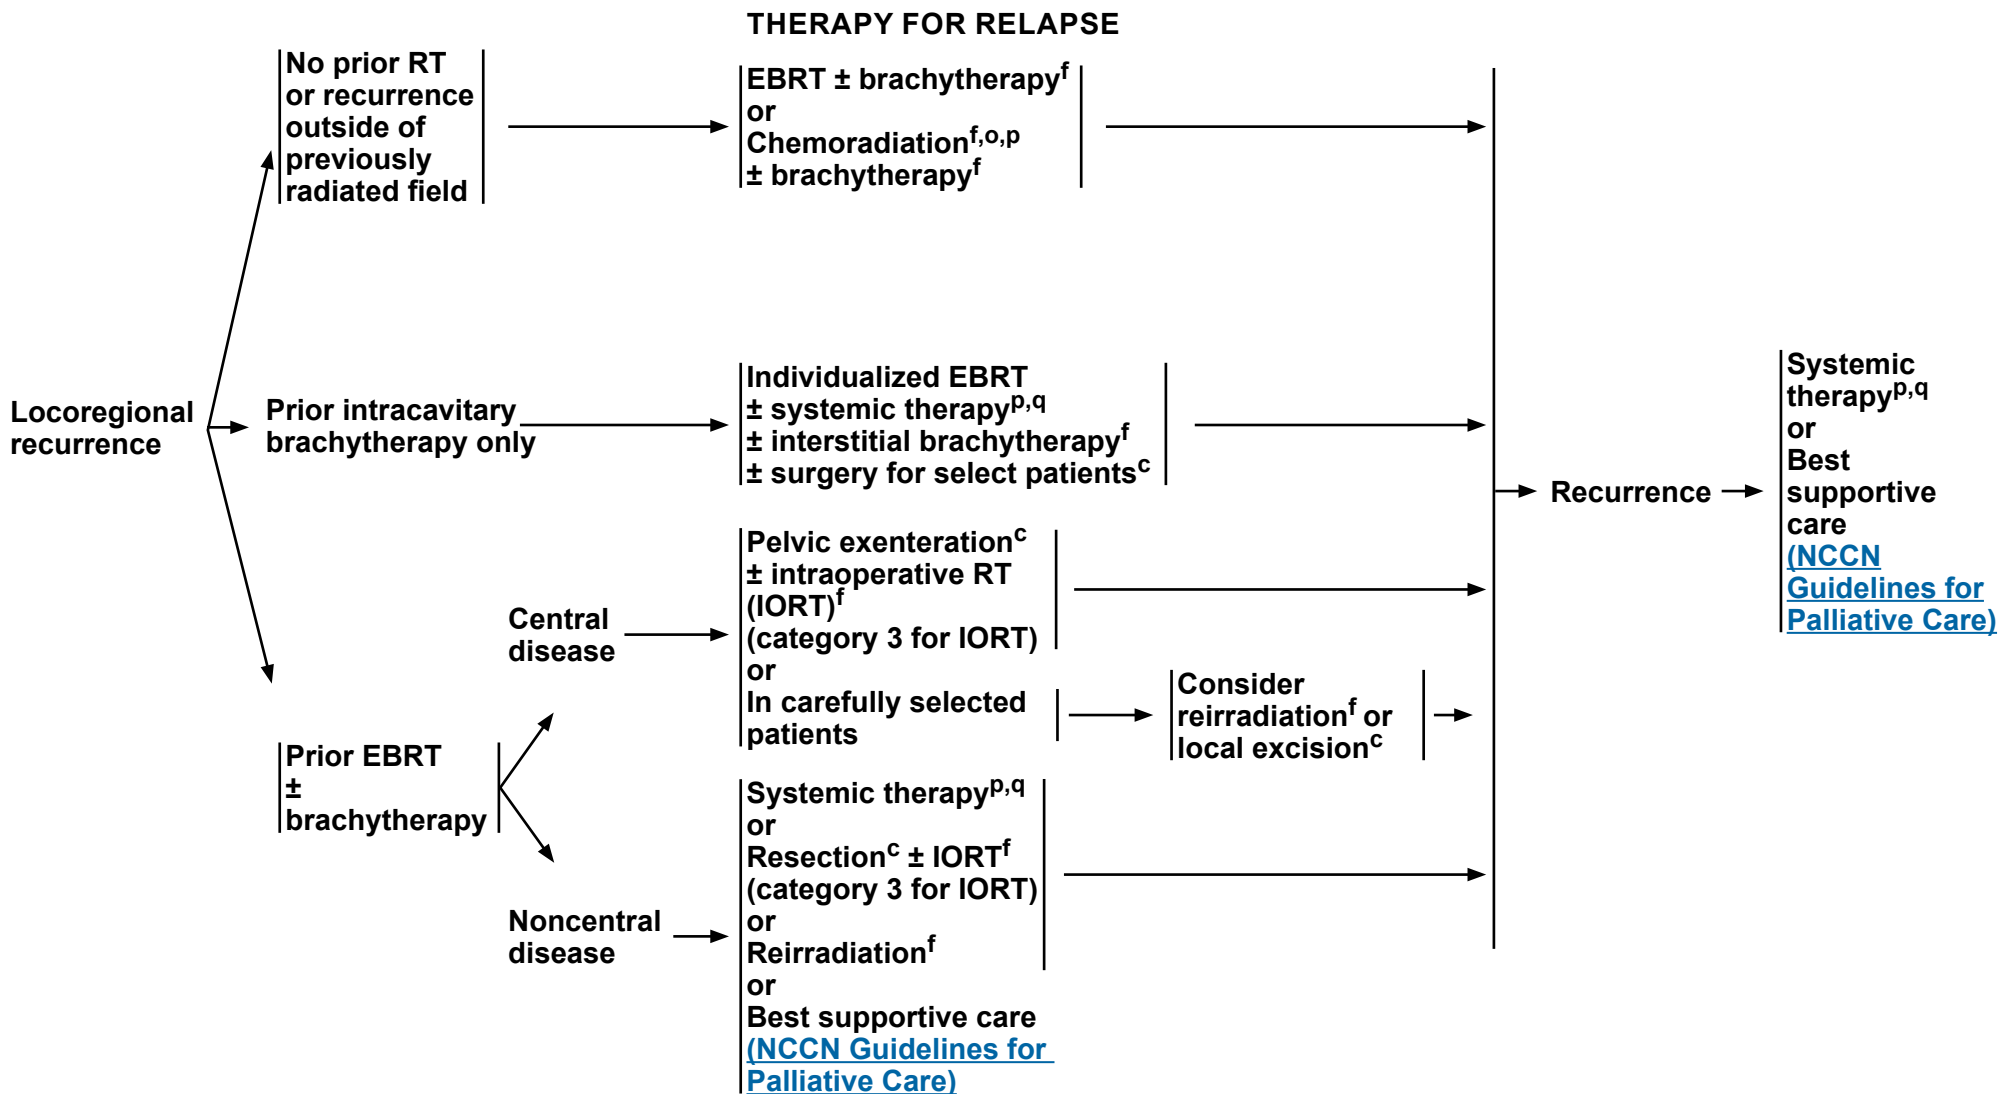 THERAPY FOR RELAPSE
No prior RT
or recurrence
outside of
previously
radiated field
EBRT ± brachytherapyf
or
Chemoradiationf,o,p
± brachytherapyf
Locoregional
recurrence
Prior intracavitary
brachytherapy only
Individualized EBRT
± systemic therapyp,q
± interstitial brachytherapyf
± surgery for select patientsc
Prior EBRT
±
brachytherapy
Central
disease
Pelvic exenterationc
± intraoperative RT
(IORT)f
(category 3 for IORT)
or
In carefully selected
patients
Consider
reirradiationf or
local excisionc
Noncentral
disease
Systemic therapyp,q
or
Resectionc ± IORTf
(category 3 for IORT)
or
Reirradiationf
or
Best supportive care
(NCCN Guidelines for
Palliative Care)
Recurrence
Systemic
therapyp,q
or
Best
supportive
care
(NCCN
Guidelines for
Palliative Care)